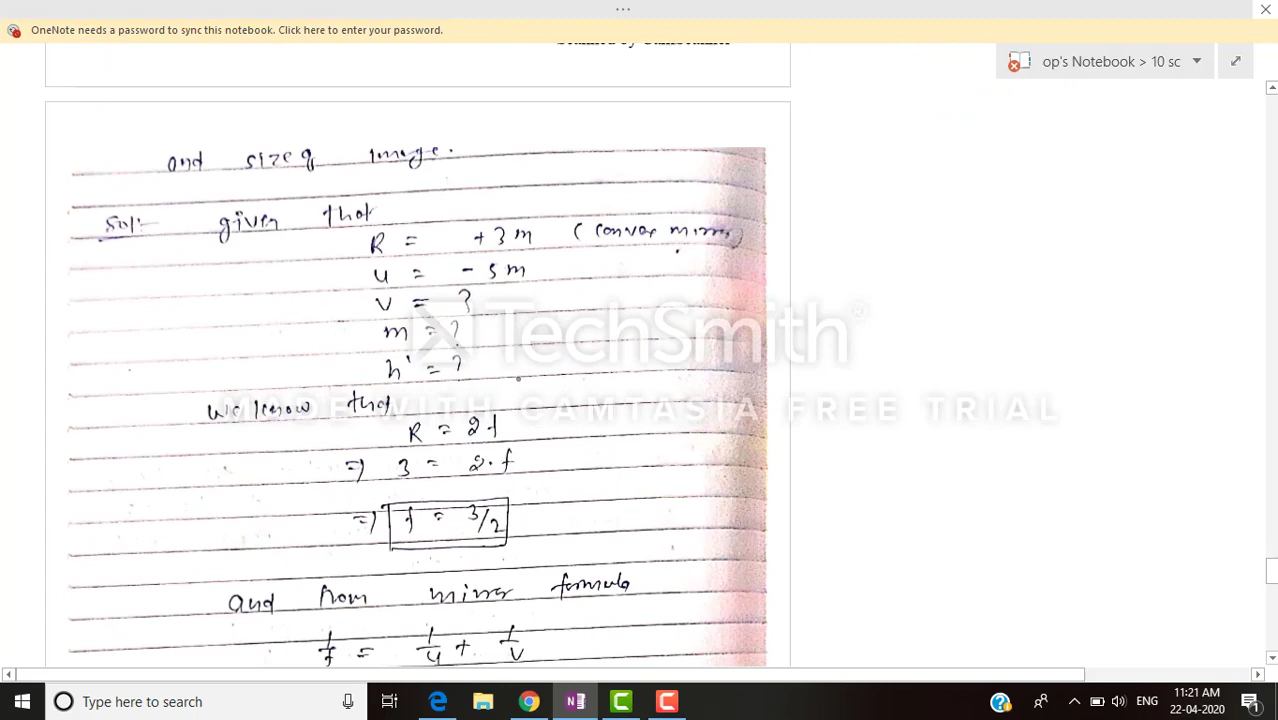 OneNote needs a password to sync this notebook. Click here to enter your password.
op's Notebook > 10 sc
and size of image.
Sol:- given that
R = +3 m (convex mirror)
u = - 5 m
v = ?
m = ?
h' = ?
TechSmith
MADE WITH CAMTASIA FREE TRIAL
we know that
R = 2f
=> 3 = 2.f
=> f = 3/2
and from mirror formula
1/f = 1/u + 1/v
Type here to search
ENG
11:21 AM
22-04-2020
1